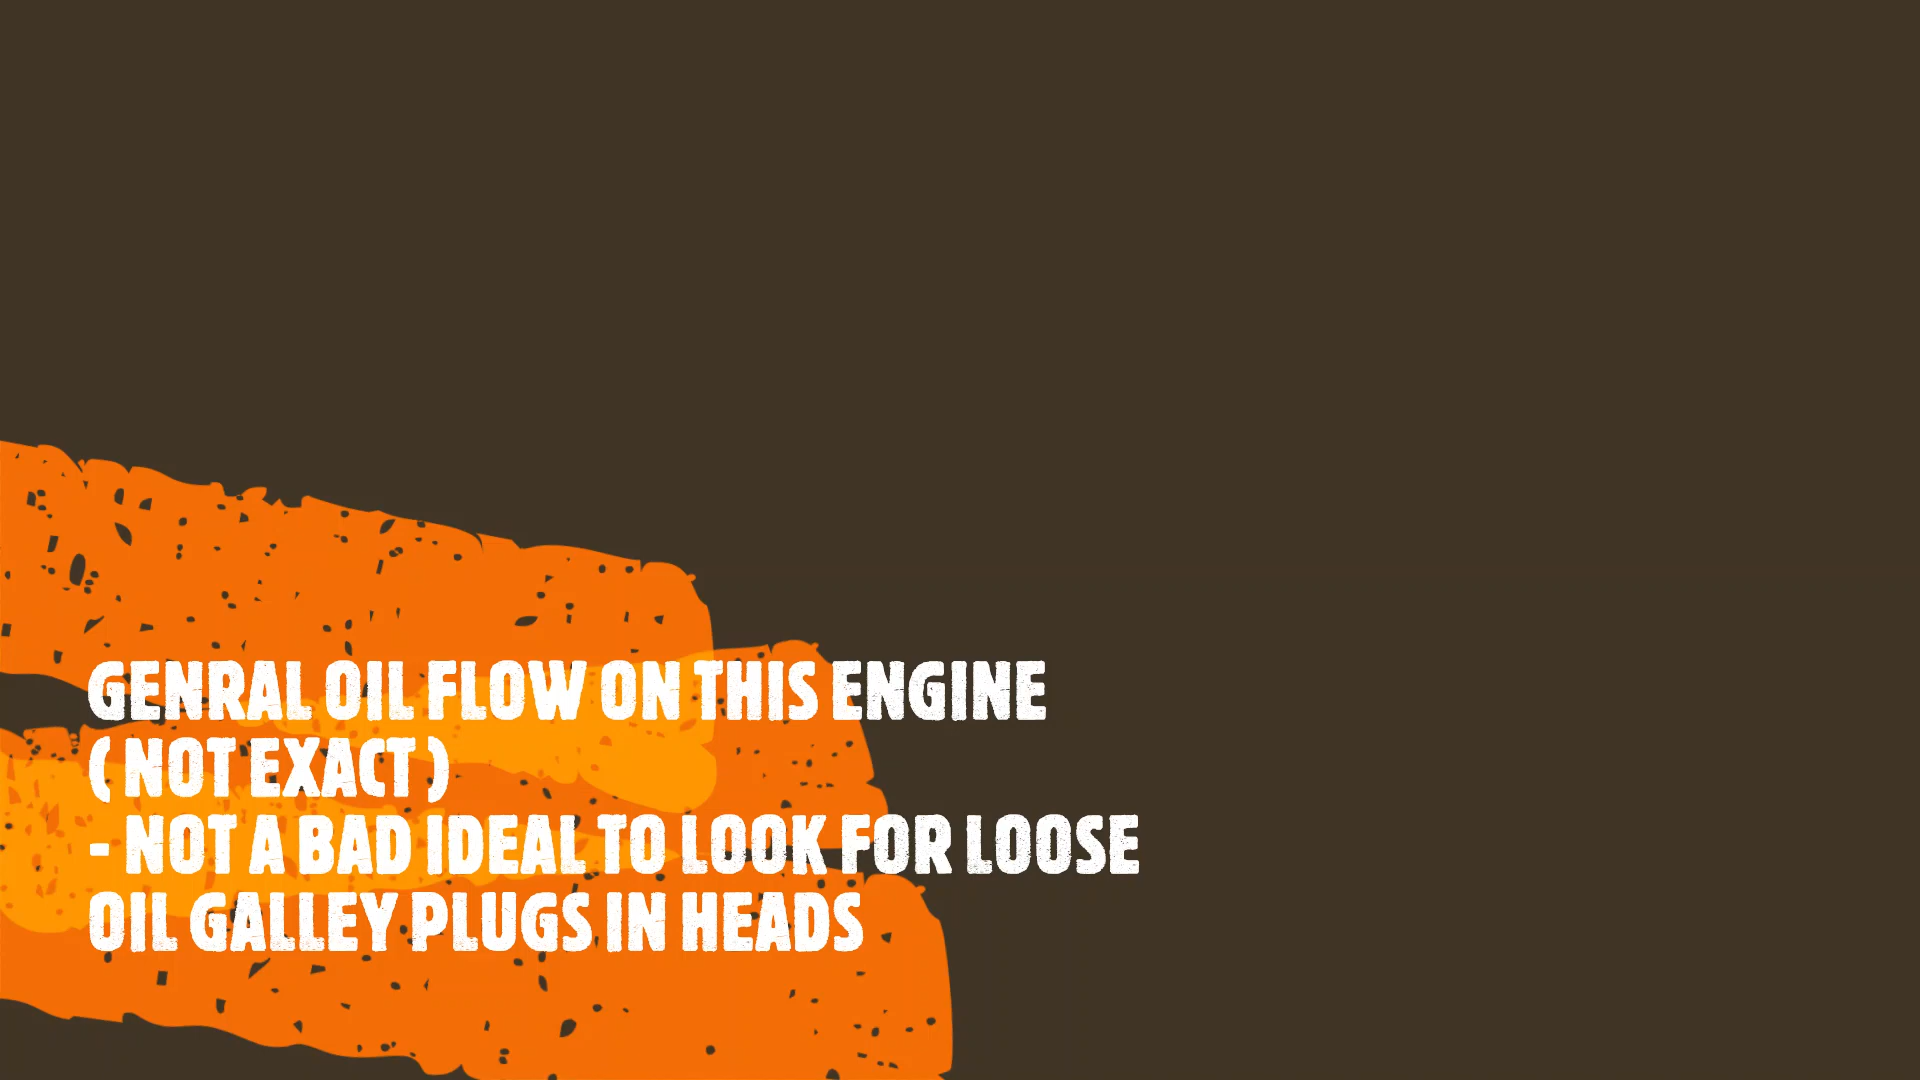 GENRAL OIL FLOW ON THIS ENGINE
( NOT EXACT )
- NOT A BAD IDEAL TO LOOK FOR LOOSE
OIL GALLEY PLUGS IN HEADS